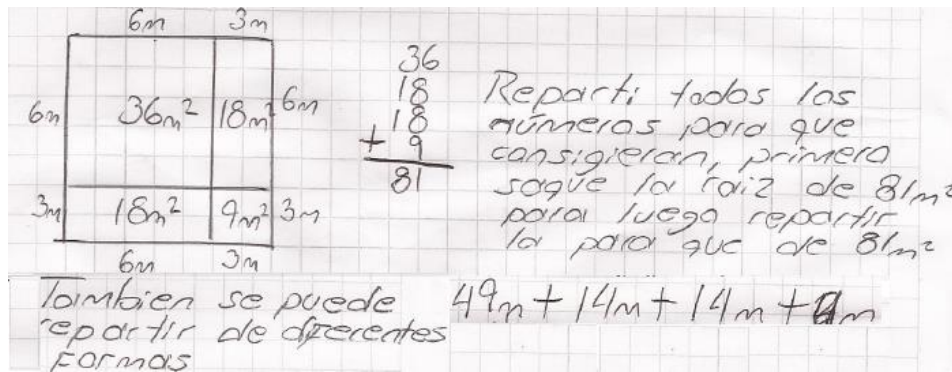 6m 3m
6m 36m² 18m² 6m
3m 18m² 9m² 3m
6m 3m
36
18
18
+ 9
81
Repartí todos los
números para que
consigieran, primero
saque la raiz de 81m²
para luego repartir
la para que de 81m²
Tambien se puede
repartir de diferentes
formas
49m + 14m + 14m + 4m